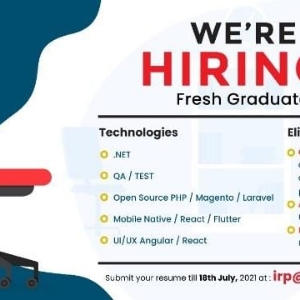 WE'RE
HIRING
Fresh Graduate
Technologies
.NET
QA / TEST
Open Source PHP / Magento / Laravel
Mobile Native / React / Flutter
UI/UX Angular / React
Eli
Submit your resume till 18th July, 2021 at : irp@